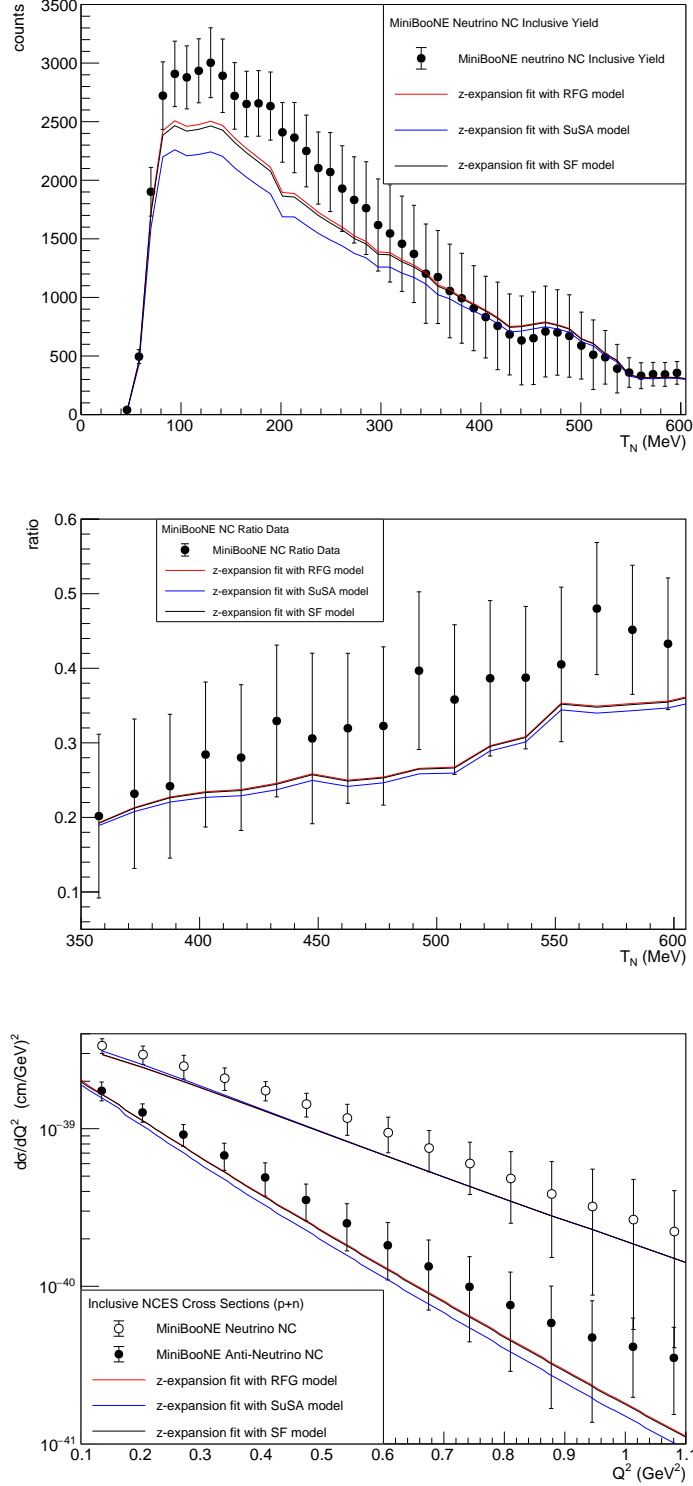 counts
3500
3000
2500
2000
1500
1000
500
0
0 100 200 300 400 500 600
T_N (MeV)
MiniBooNE Neutrino NC Inclusive Yield
MiniBooNE neutrino NC Inclusive Yield
z-expansion fit with RFG model
z-expansion fit with SuSA model
z-expansion fit with SF model
ratio
0.6
0.5
0.4
0.3
0.2
0.1
350 400 450 500 550 600
T_N (MeV)
MiniBooNE NC Ratio Data
MiniBooNE NC Ratio Data
z-expansion fit with RFG model
z-expansion fit with SuSA model
z-expansion fit with SF model
dσ/dQ² (cm/GeV)²
10⁻³⁹
10⁻⁴⁰
10⁻⁴¹
Inclusive NCES Cross Sections (p+n)
MiniBooNE Neutrino NC
MiniBooNE Anti-Neutrino NC
z-expansion fit with RFG model
z-expansion fit with SuSA model
z-expansion fit with SF model
0.1 0.2 0.3 0.4 0.5 0.6 0.7 0.8 0.9 1 1.1
Q² (GeV²)